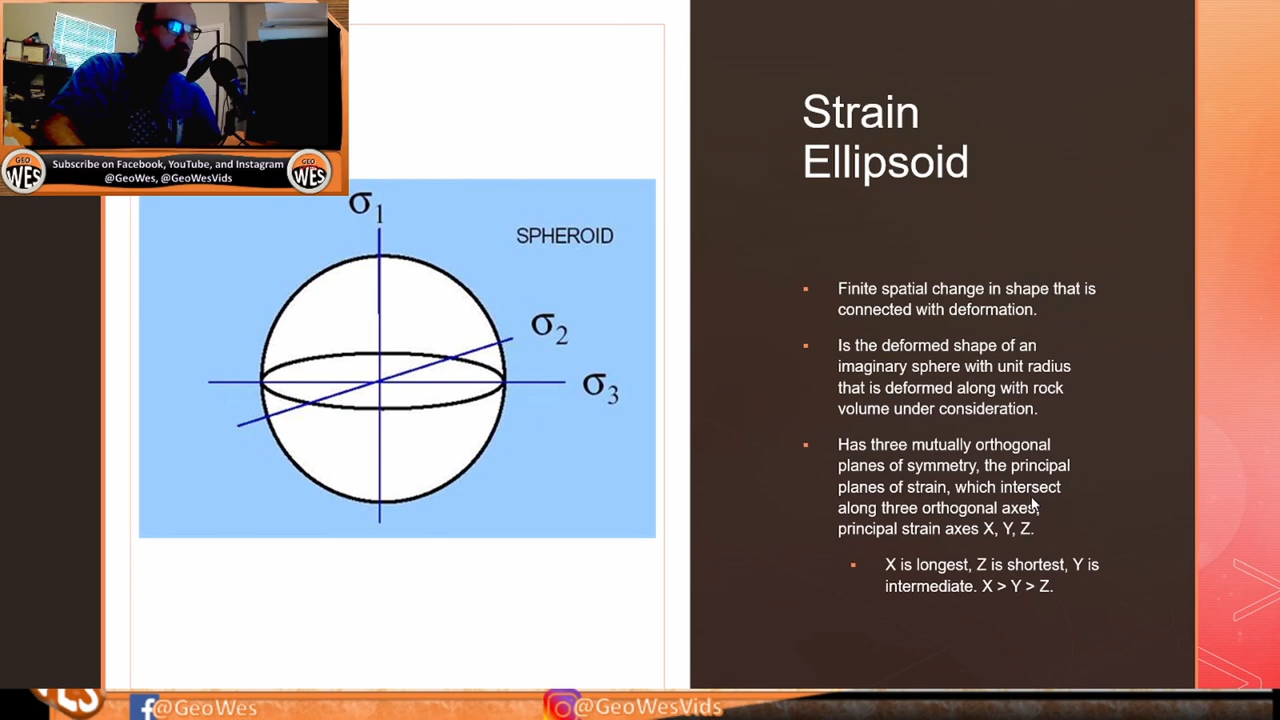 GEO
WES
Subscribe on Facebook, YouTube, and Instagram
@GeoWes, @GeoWesVids
GEO
WES
σ1
SPHEROID
σ2
σ3
Strain
Ellipsoid
▪ Finite spatial change in shape that is
connected with deformation.
▪ Is the deformed shape of an
imaginary sphere with unit radius
that is deformed along with rock
volume under consideration.
▪ Has three mutually orthogonal
planes of symmetry, the principal
planes of strain, which intersect
along three orthogonal axes,
principal strain axes X, Y, Z.
▪ X is longest, Z is shortest, Y is
intermediate. X > Y > Z.
WES
@GeoWes
@GeoWesVids